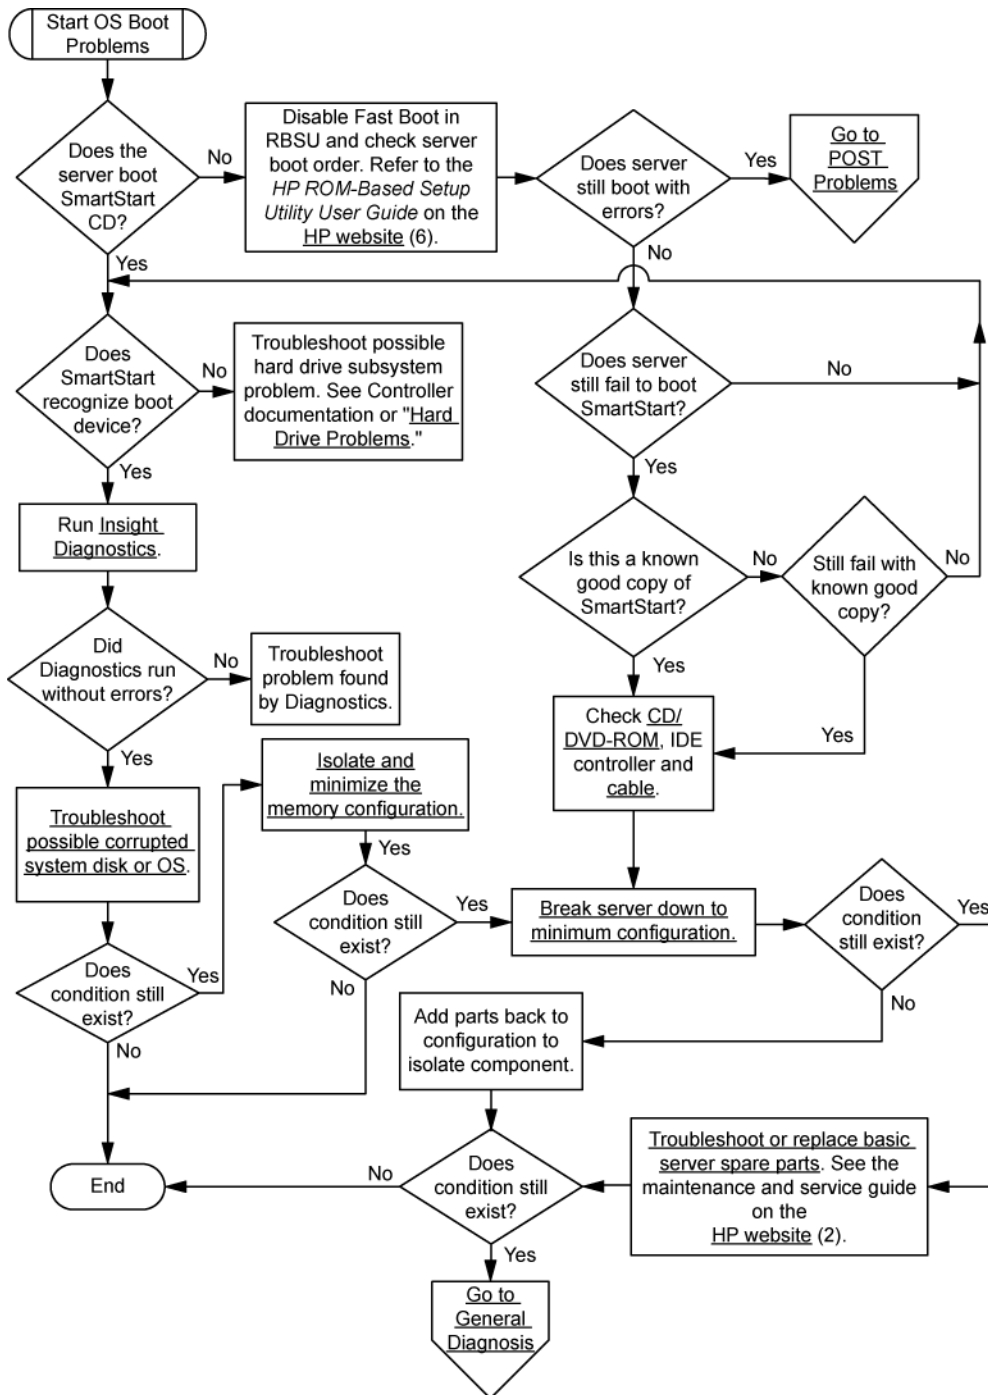 Start OS Boot
Problems
Does the
server boot
SmartStart
CD?
No
Yes
Disable Fast Boot in
RBSU and check server
boot order. Refer to the
HP ROM-Based Setup
Utility User Guide on the
HP website (6).
Does server
still boot with
errors?
Yes
No
Go to
POST
Problems
Does
SmartStart
recognize boot
device?
No
Yes
Troubleshoot possible
hard drive subsystem
problem. See Controller
documentation or "Hard
Drive Problems."
Does server
still fail to boot
SmartStart?
No
Yes
Run Insight
Diagnostics.
Is this a known
good copy of
SmartStart?
No
Yes
Still fail with
known good
copy?
No
Yes
Did
Diagnostics run
without errors?
No
Yes
Troubleshoot
problem found
by Diagnostics.
Check CD/
DVD-ROM, IDE
controller and
cable.
Isolate and
minimize the
memory configuration.
Yes
Troubleshoot
possible corrupted
system disk or OS.
Does
condition still
exist?
Yes
No
Break server down to
minimum configuration.
Does
condition
still exist?
Yes
No
Does
condition still
exist?
Yes
No
Add parts back to
configuration to
isolate component.
End
No
Does
condition still
exist?
Yes
Troubleshoot or replace basic
server spare parts. See the
maintenance and service guide
on the
HP website (2).
Go to
General
Diagnosis